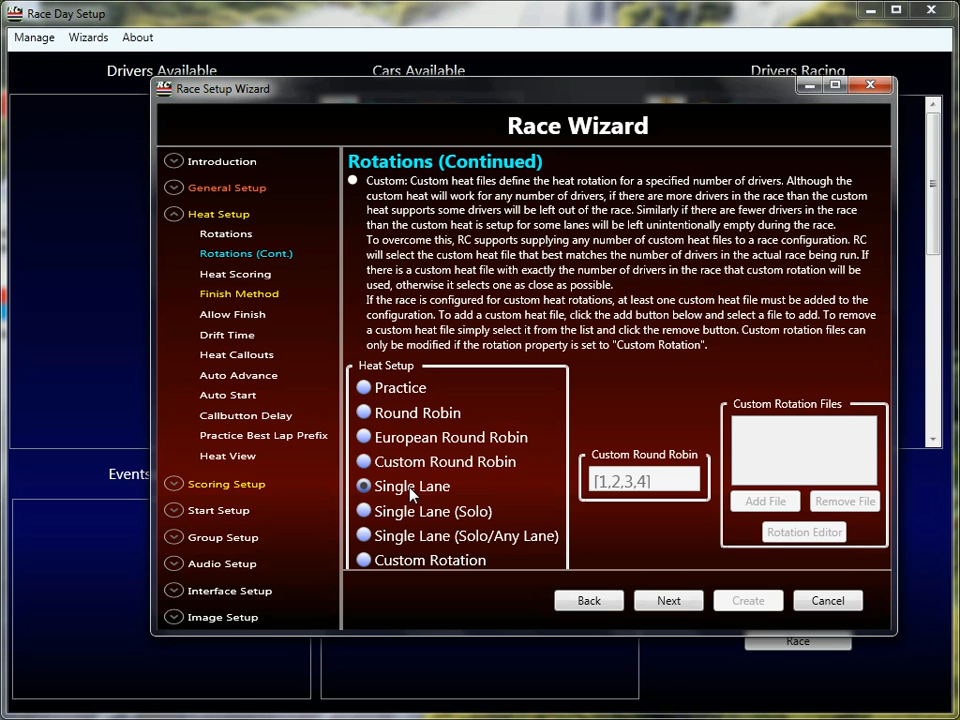 Race Day Setup
Manage Wizards About
Drivers Available Cars Available Drivers Racing
RC Race Setup Wizard
Race Wizard
Introduction
General Setup
Heat Setup
Rotations
Rotations (Cont.)
Heat Scoring
Finish Method
Allow Finish
Drift Time
Heat Callouts
Auto Advance
Auto Start
Callbutton Delay
Practice Best Lap Prefix
Heat View
Scoring Setup
Start Setup
Group Setup
Audio Setup
Interface Setup
Image Setup
Rotations (Continued)
Custom: Custom heat files define the heat rotation for a specified number of drivers. Although the
custom heat will work for any number of drivers, if there are more drivers in the race than the custom
heat supports some drivers will be left out of the race. Similarly if there are fewer drivers in the race
than the custom heat is setup for some lanes will be left unintentionally empty during the race.
To overcome this, RC supports supplying any number of custom heat files to a race configuration. RC
will select the custom heat file that best matches the number of drivers in the actual race being run. If
there is a custom heat file with exactly the number of drivers in the race that custom rotation will be
used, otherwise it selects one as close as possible.
If the race is configured for custom heat rotations, at least one custom heat file must be added to the
configuration. To add a custom heat file, click the add button below and select a file to add. To remove
a custom heat file simply select it from the list and click the remove button. Custom rotation files can
only be modified if the rotation property is set to "Custom Rotation".
Heat Setup
Practice
Round Robin
European Round Robin
Custom Round Robin
Single Lane
Single Lane (Solo)
Single Lane (Solo/Any Lane)
Custom Rotation
Custom Round Robin
[1,2,3,4]
Custom Rotation Files
Add File Remove File
Rotation Editor
Back Next Create Cancel
Events
Race